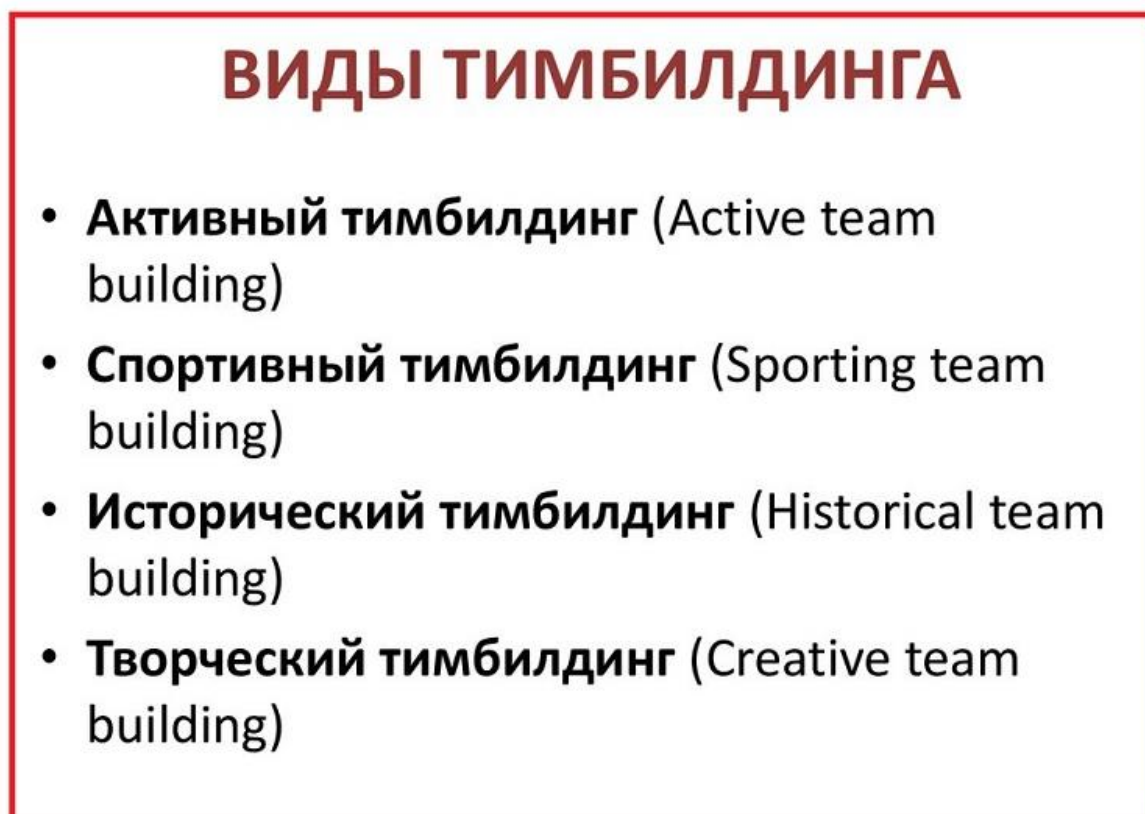 ВИДЫ ТИМБИЛДИНГА
• Активный тимбилдинг (Active team
building)
• Спортивный тимбилдинг (Sporting team
building)
• Исторический тимбилдинг (Historical team
building)
• Творческий тимбилдинг (Creative team
building)